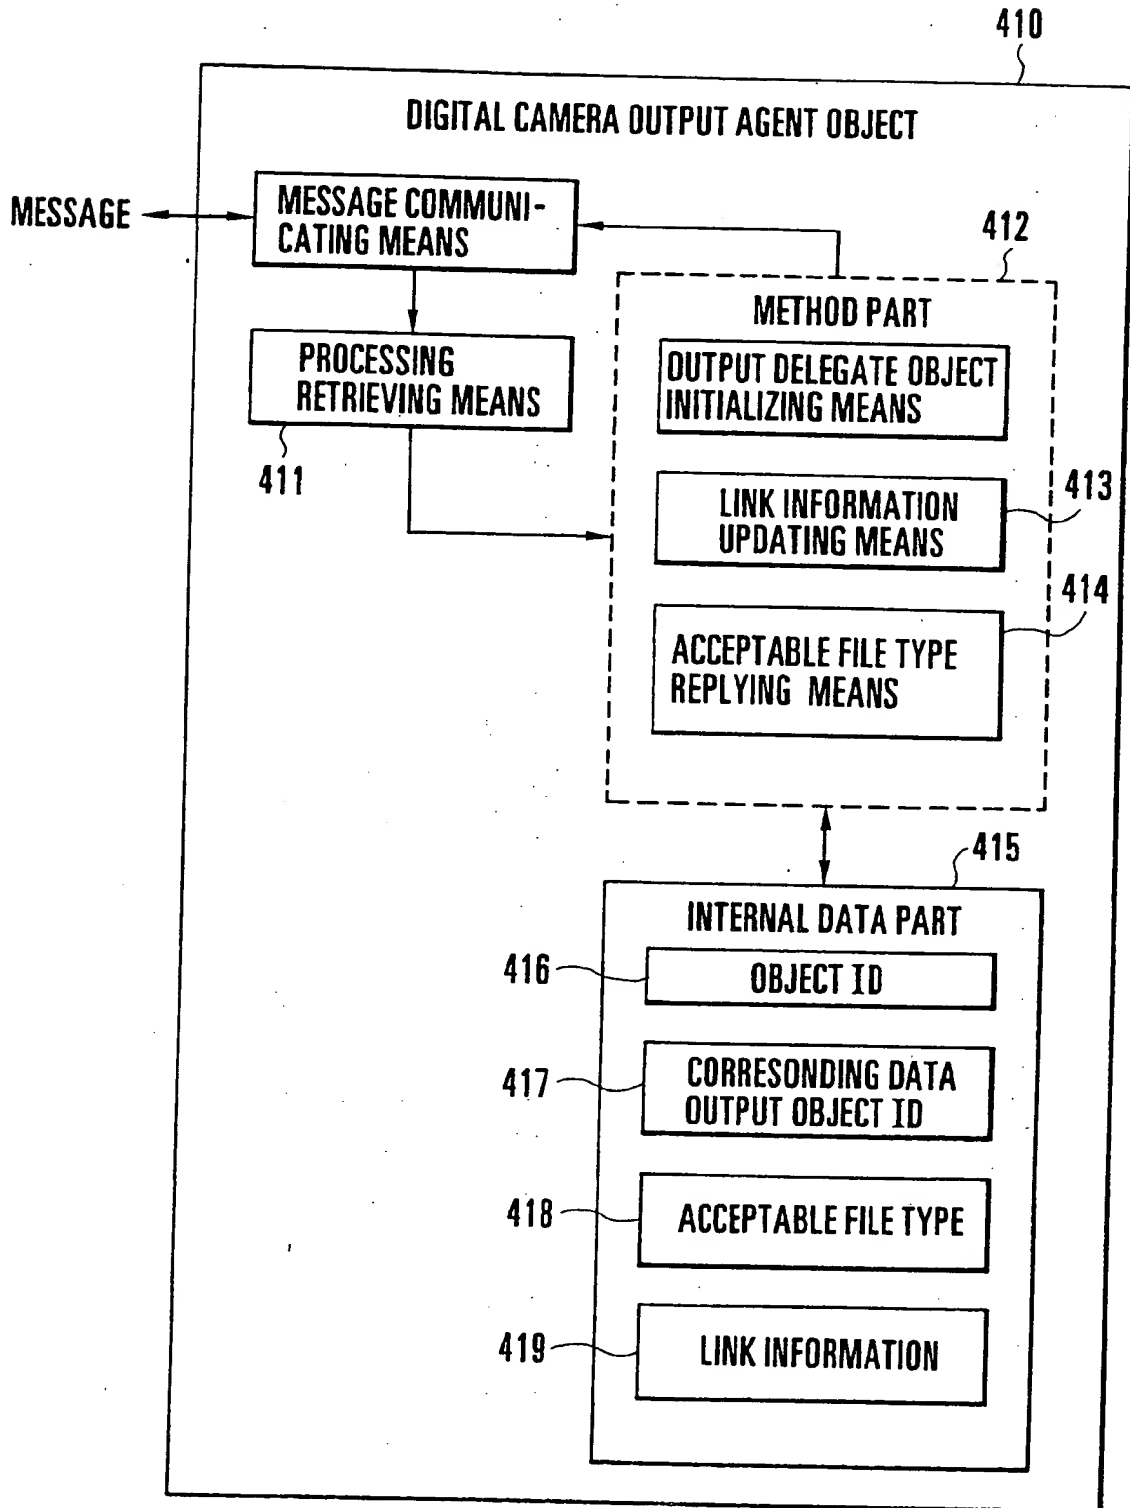 410
DIGITAL CAMERA OUTPUT AGENT OBJECT
MESSAGE
MESSAGE COMMUNI-
CATING MEANS
412
METHOD PART
PROCESSING
RETRIEVING MEANS
411
OUTPUT DELEGATE OBJECT
INITIALIZING MEANS
413
LINK INFORMATION
UPDATING MEANS
414
ACCEPTABLE FILE TYPE
REPLYING MEANS
415
INTERNAL DATA PART
416
OBJECT ID
417
CORRESONDING DATA
OUTPUT OBJECT ID
418
ACCEPTABLE FILE TYPE
419
LINK INFORMATION